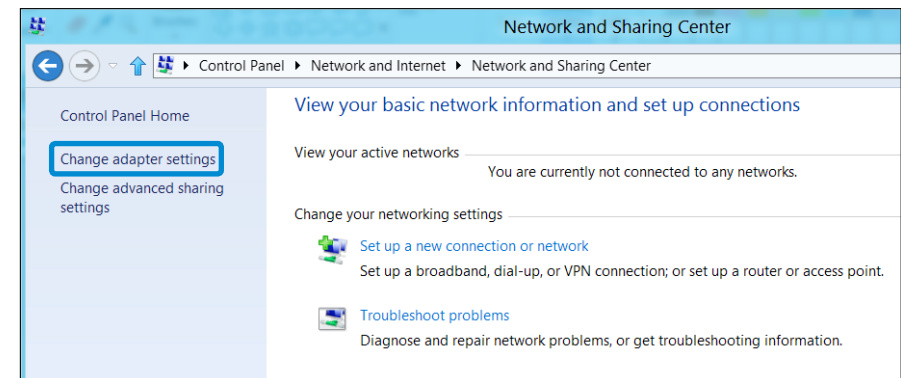 Network and Sharing Center
Control Panel Network and Internet Network and Sharing Center
Control Panel Home
Change adapter settings
Change advanced sharing
settings
View your basic network information and set up connections
View your active networks
You are currently not connected to any networks.
Change your networking settings
Set up a new connection or network
Set up a broadband, dial-up, or VPN connection; or set up a router or access point.
Troubleshoot problems
Diagnose and repair network problems, or get troubleshooting information.